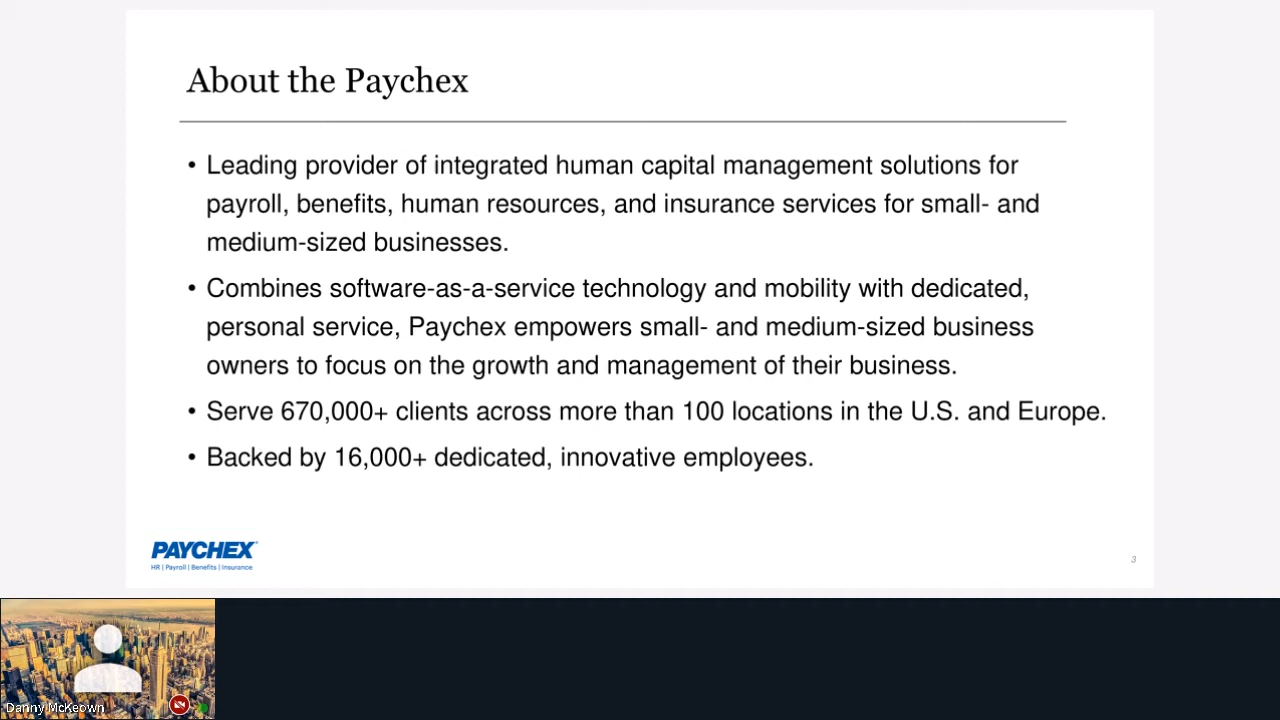 About the Paychex
• Leading provider of integrated human capital management solutions for
payroll, benefits, human resources, and insurance services for small- and
medium-sized businesses.
• Combines software-as-a-service technology and mobility with dedicated,
personal service, Paychex empowers small- and medium-sized business
owners to focus on the growth and management of their business.
• Serve 670,000+ clients across more than 100 locations in the U.S. and Europe.
• Backed by 16,000+ dedicated, innovative employees.
PAYCHEX
HR | Payroll | Benefits | Insurance
3
Danny McKeown